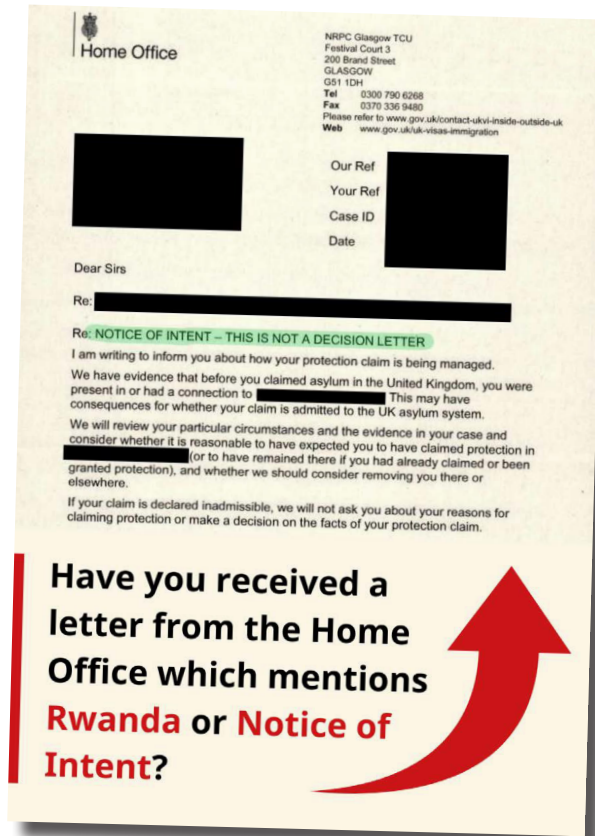 Home Office
NRPC Glasgow TCU
Festival Court 3
200 Brand Street
GLASGOW
G51 1DH
Tel 0300 790 6268
Fax 0370 336 9480
Please refer to www.gov.uk/contact-ukvi-inside-outside-uk
Web www.gov.uk/uk-visas-immigration
Our Ref
Your Ref
Case ID
Date
Dear Sirs
Re:
Re: NOTICE OF INTENT – THIS IS NOT A DECISION LETTER
I am writing to inform you about how your protection claim is being managed.
We have evidence that before you claimed asylum in the United Kingdom, you were
present in or had a connection to This may have
consequences for whether your claim is admitted to the UK asylum system.
We will review your particular circumstances and the evidence in your case and
consider whether it is reasonable to have expected you to have claimed protection in
(or to have remained there if you had already claimed or been
granted protection), and whether we should consider removing you there or
elsewhere.
If your claim is declared inadmissible, we will not ask you about your reasons for
claiming protection or make a decision on the facts of your protection claim.
Have you received a
letter from the Home
Office which mentions
Rwanda or Notice of
Intent?